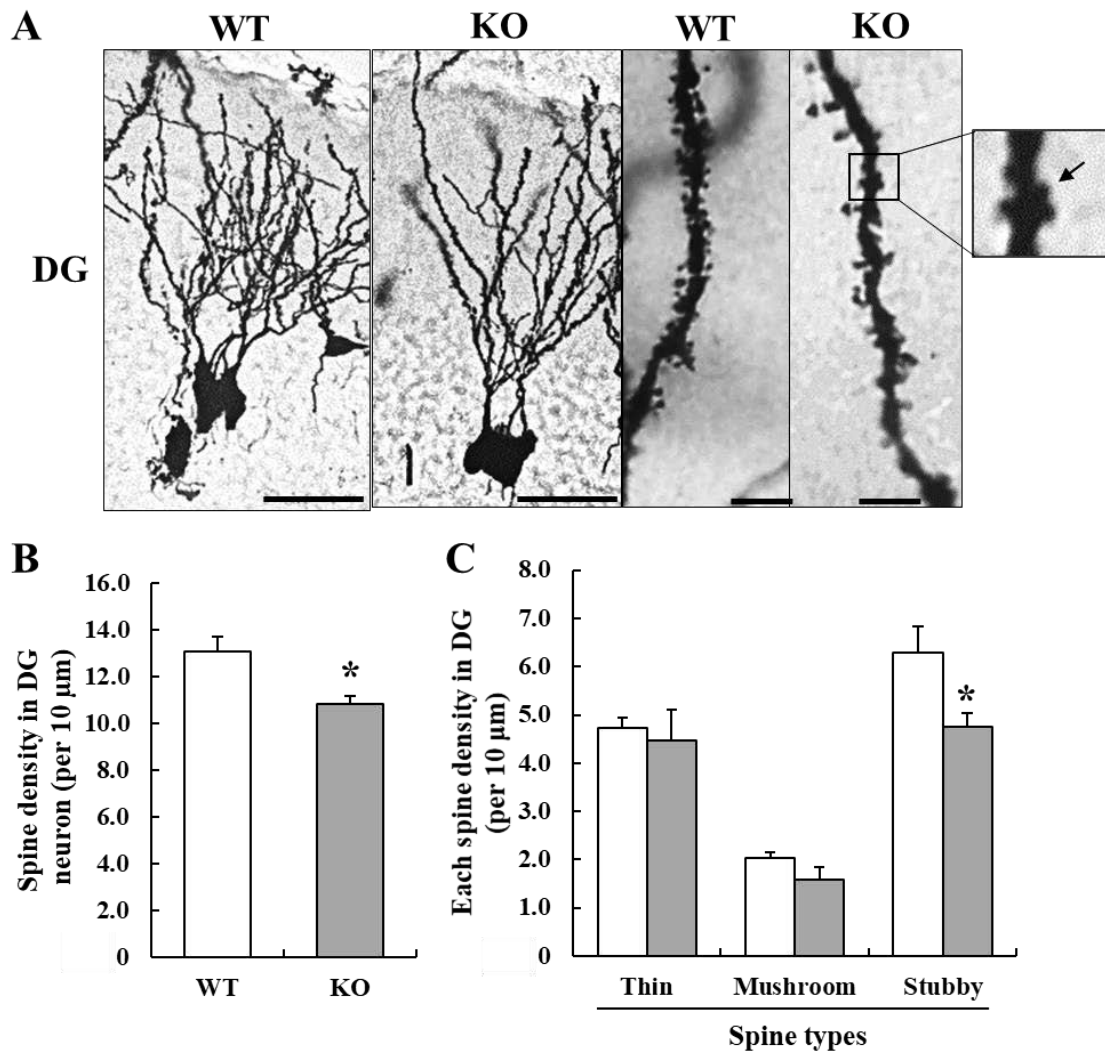 A
WT KO WT KO
DG
B
Spine density in DG
neuron (per 10 μm)
16.0
14.0
12.0
10.0
8.0
6.0
4.0
2.0
0
*
WT KO
C
Each spine density in DG
(per 10 μm)
8.0
7.0
6.0
5.0
4.0
3.0
2.0
1.0
0
*
Thin Mushroom Stubby
Spine types